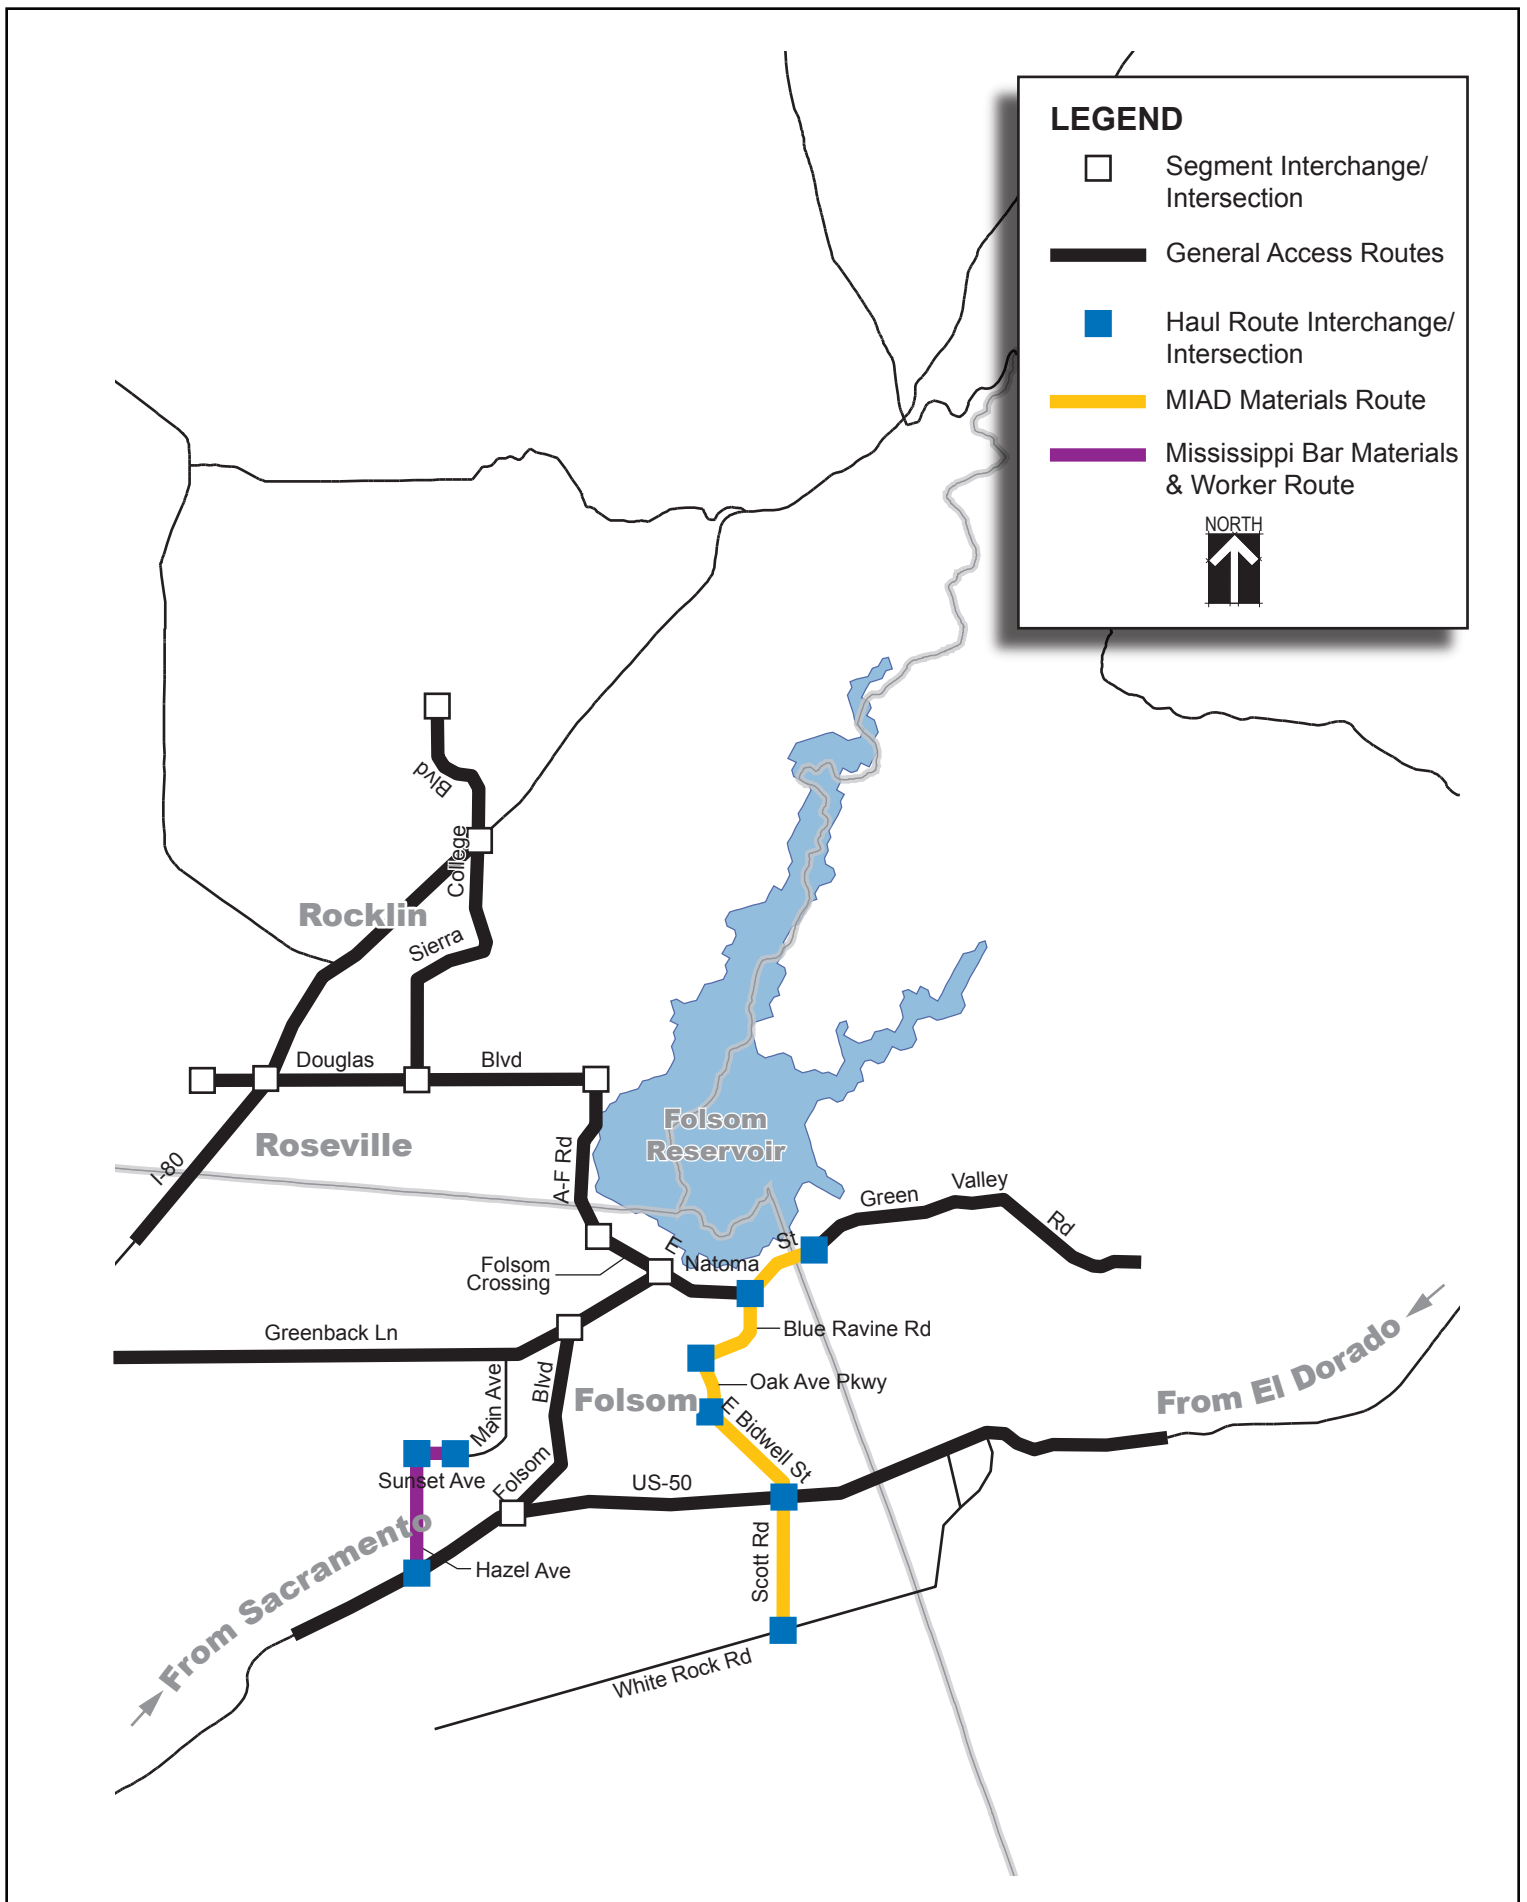 LEGEND
Segment Interchange/
Intersection
General Access Routes
Haul Route Interchange/
Intersection
MIAD Materials Route
Mississippi Bar Materials
& Worker Route
NORTH
Blvd
College
Rocklin
Sierra
Douglas Blvd
Folsom
Reservoir
Roseville
I-80
A-F Rd
Green Valley Rd
E Natoma St
Folsom
Crossing
Greenback Ln
Blue Ravine Rd
Main Ave
Blvd
Oak Ave Pkwy
Folsom
From El Dorado
E Bidwell St
Sunset Ave
Folsom
US-50
From Sacramento
Hazel Ave
Scott Rd
White Rock Rd